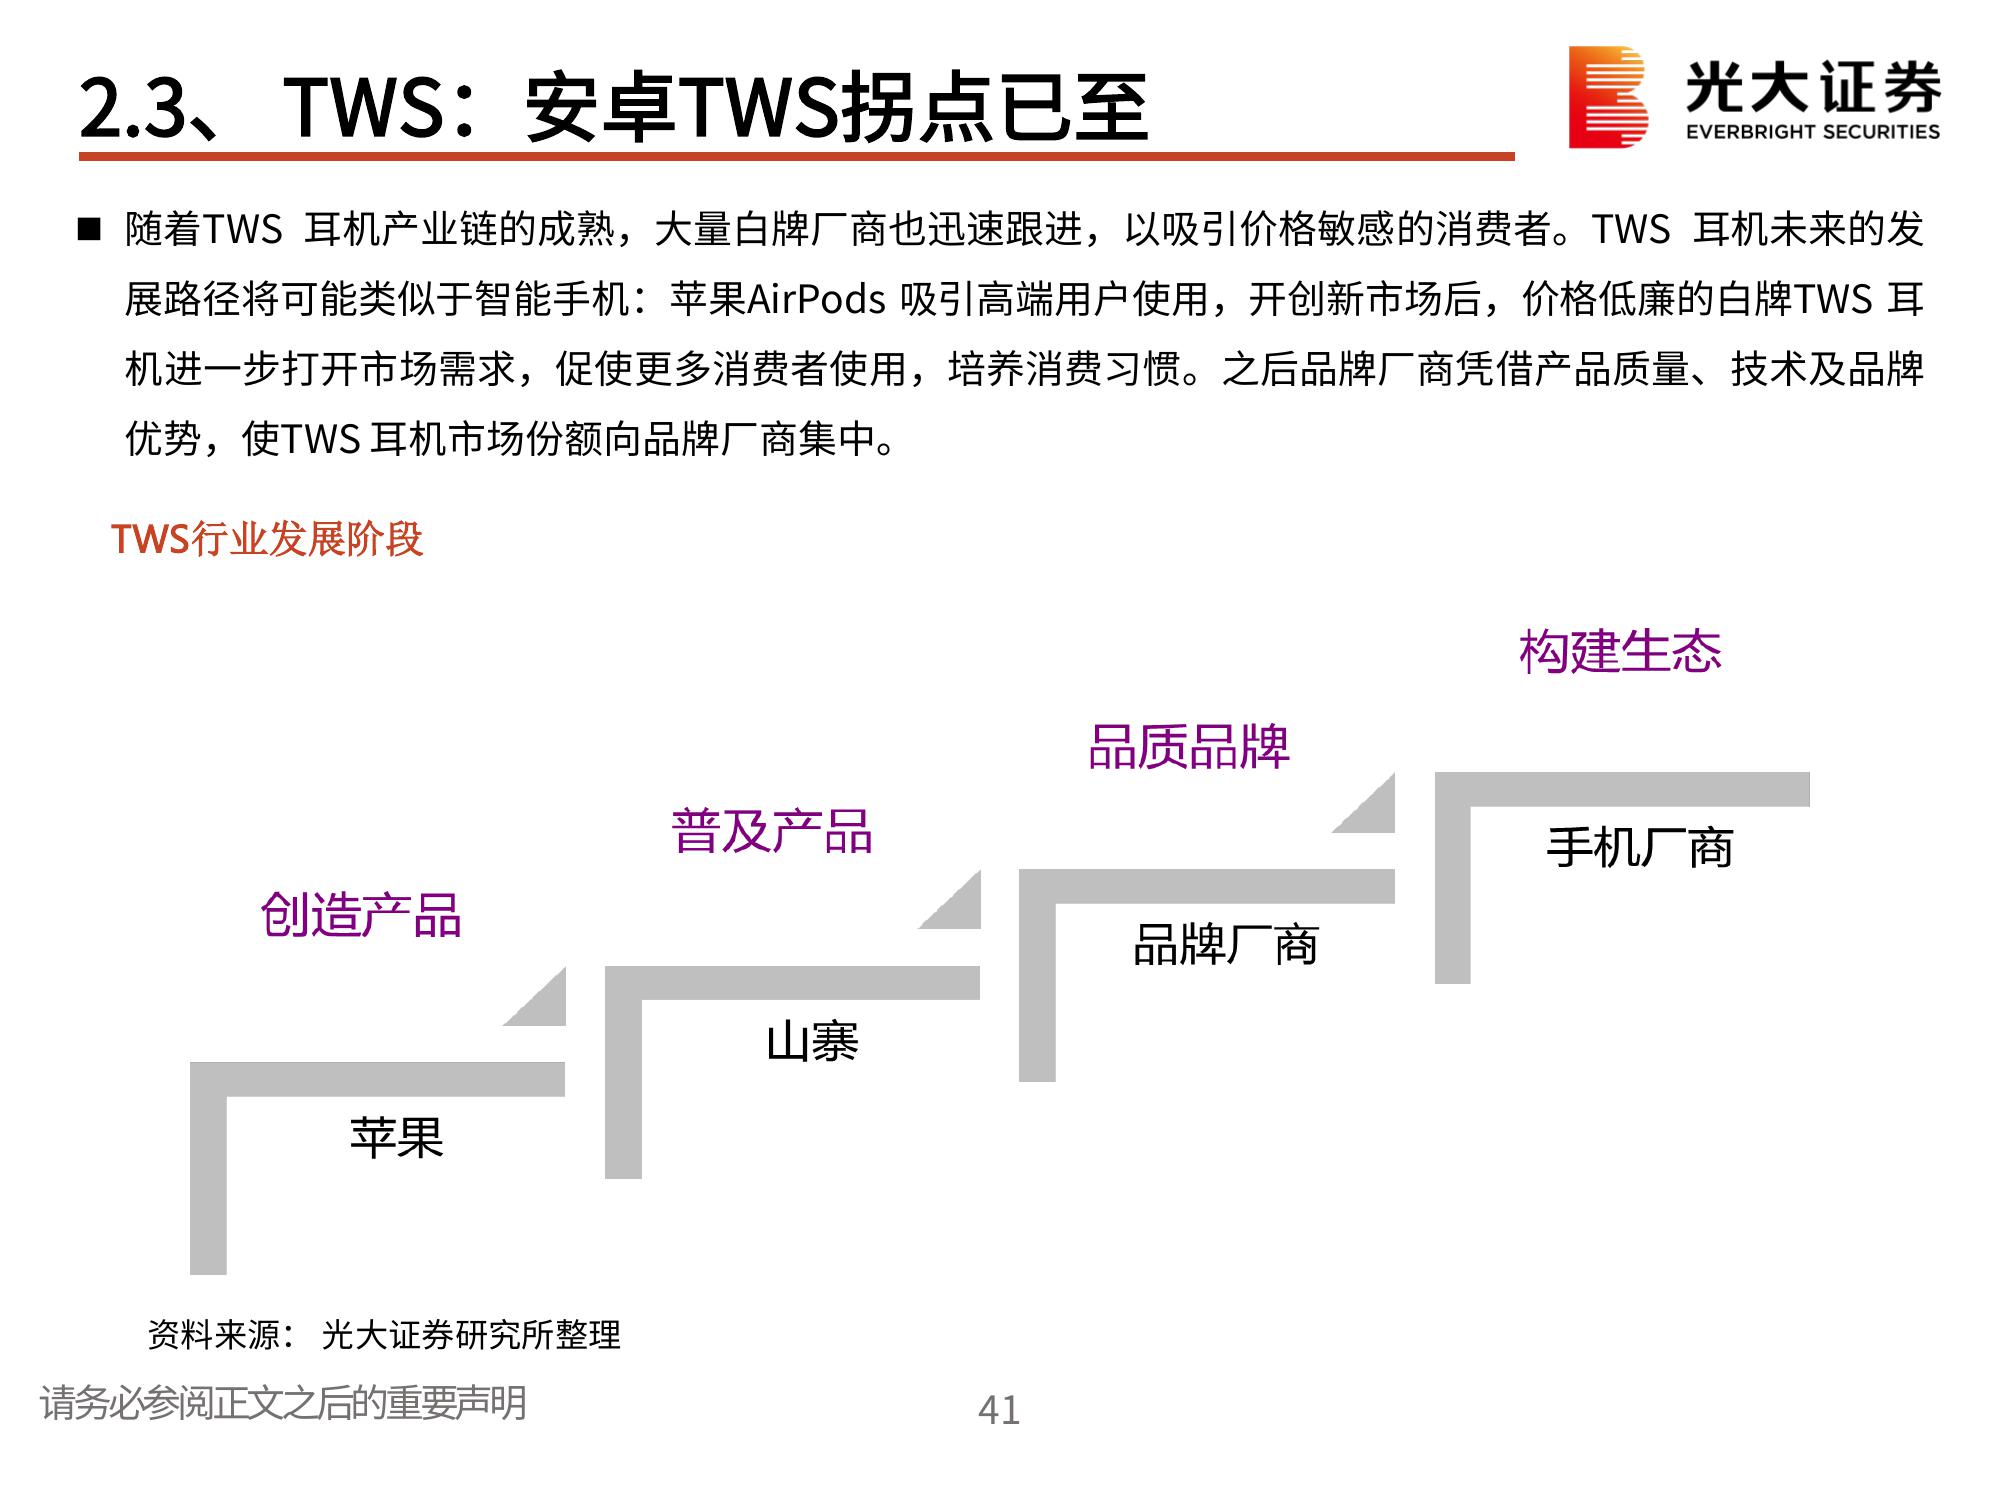 2.3、 TWS：安卓TWS拐点已至
光大证券
EVERBRIGHT SECURITIES
■ 随着TWS 耳机产业链的成熟，大量白牌厂商也迅速跟进，以吸引价格敏感的消费者。TWS 耳机未来的发
展路径将可能类似于智能手机：苹果AirPods 吸引高端用户使用，开创新市场后，价格低廉的白牌TWS 耳
机进一步打开市场需求，促使更多消费者使用，培养消费习惯。之后品牌厂商凭借产品质量、技术及品牌
优势，使TWS 耳机市场份额向品牌厂商集中。
TWS行业发展阶段
构建生态
品质品牌
普及产品
手机厂商
创造产品
品牌厂商
山寨
苹果
资料来源： 光大证券研究所整理
请务必参阅正文之后的重要声明
41